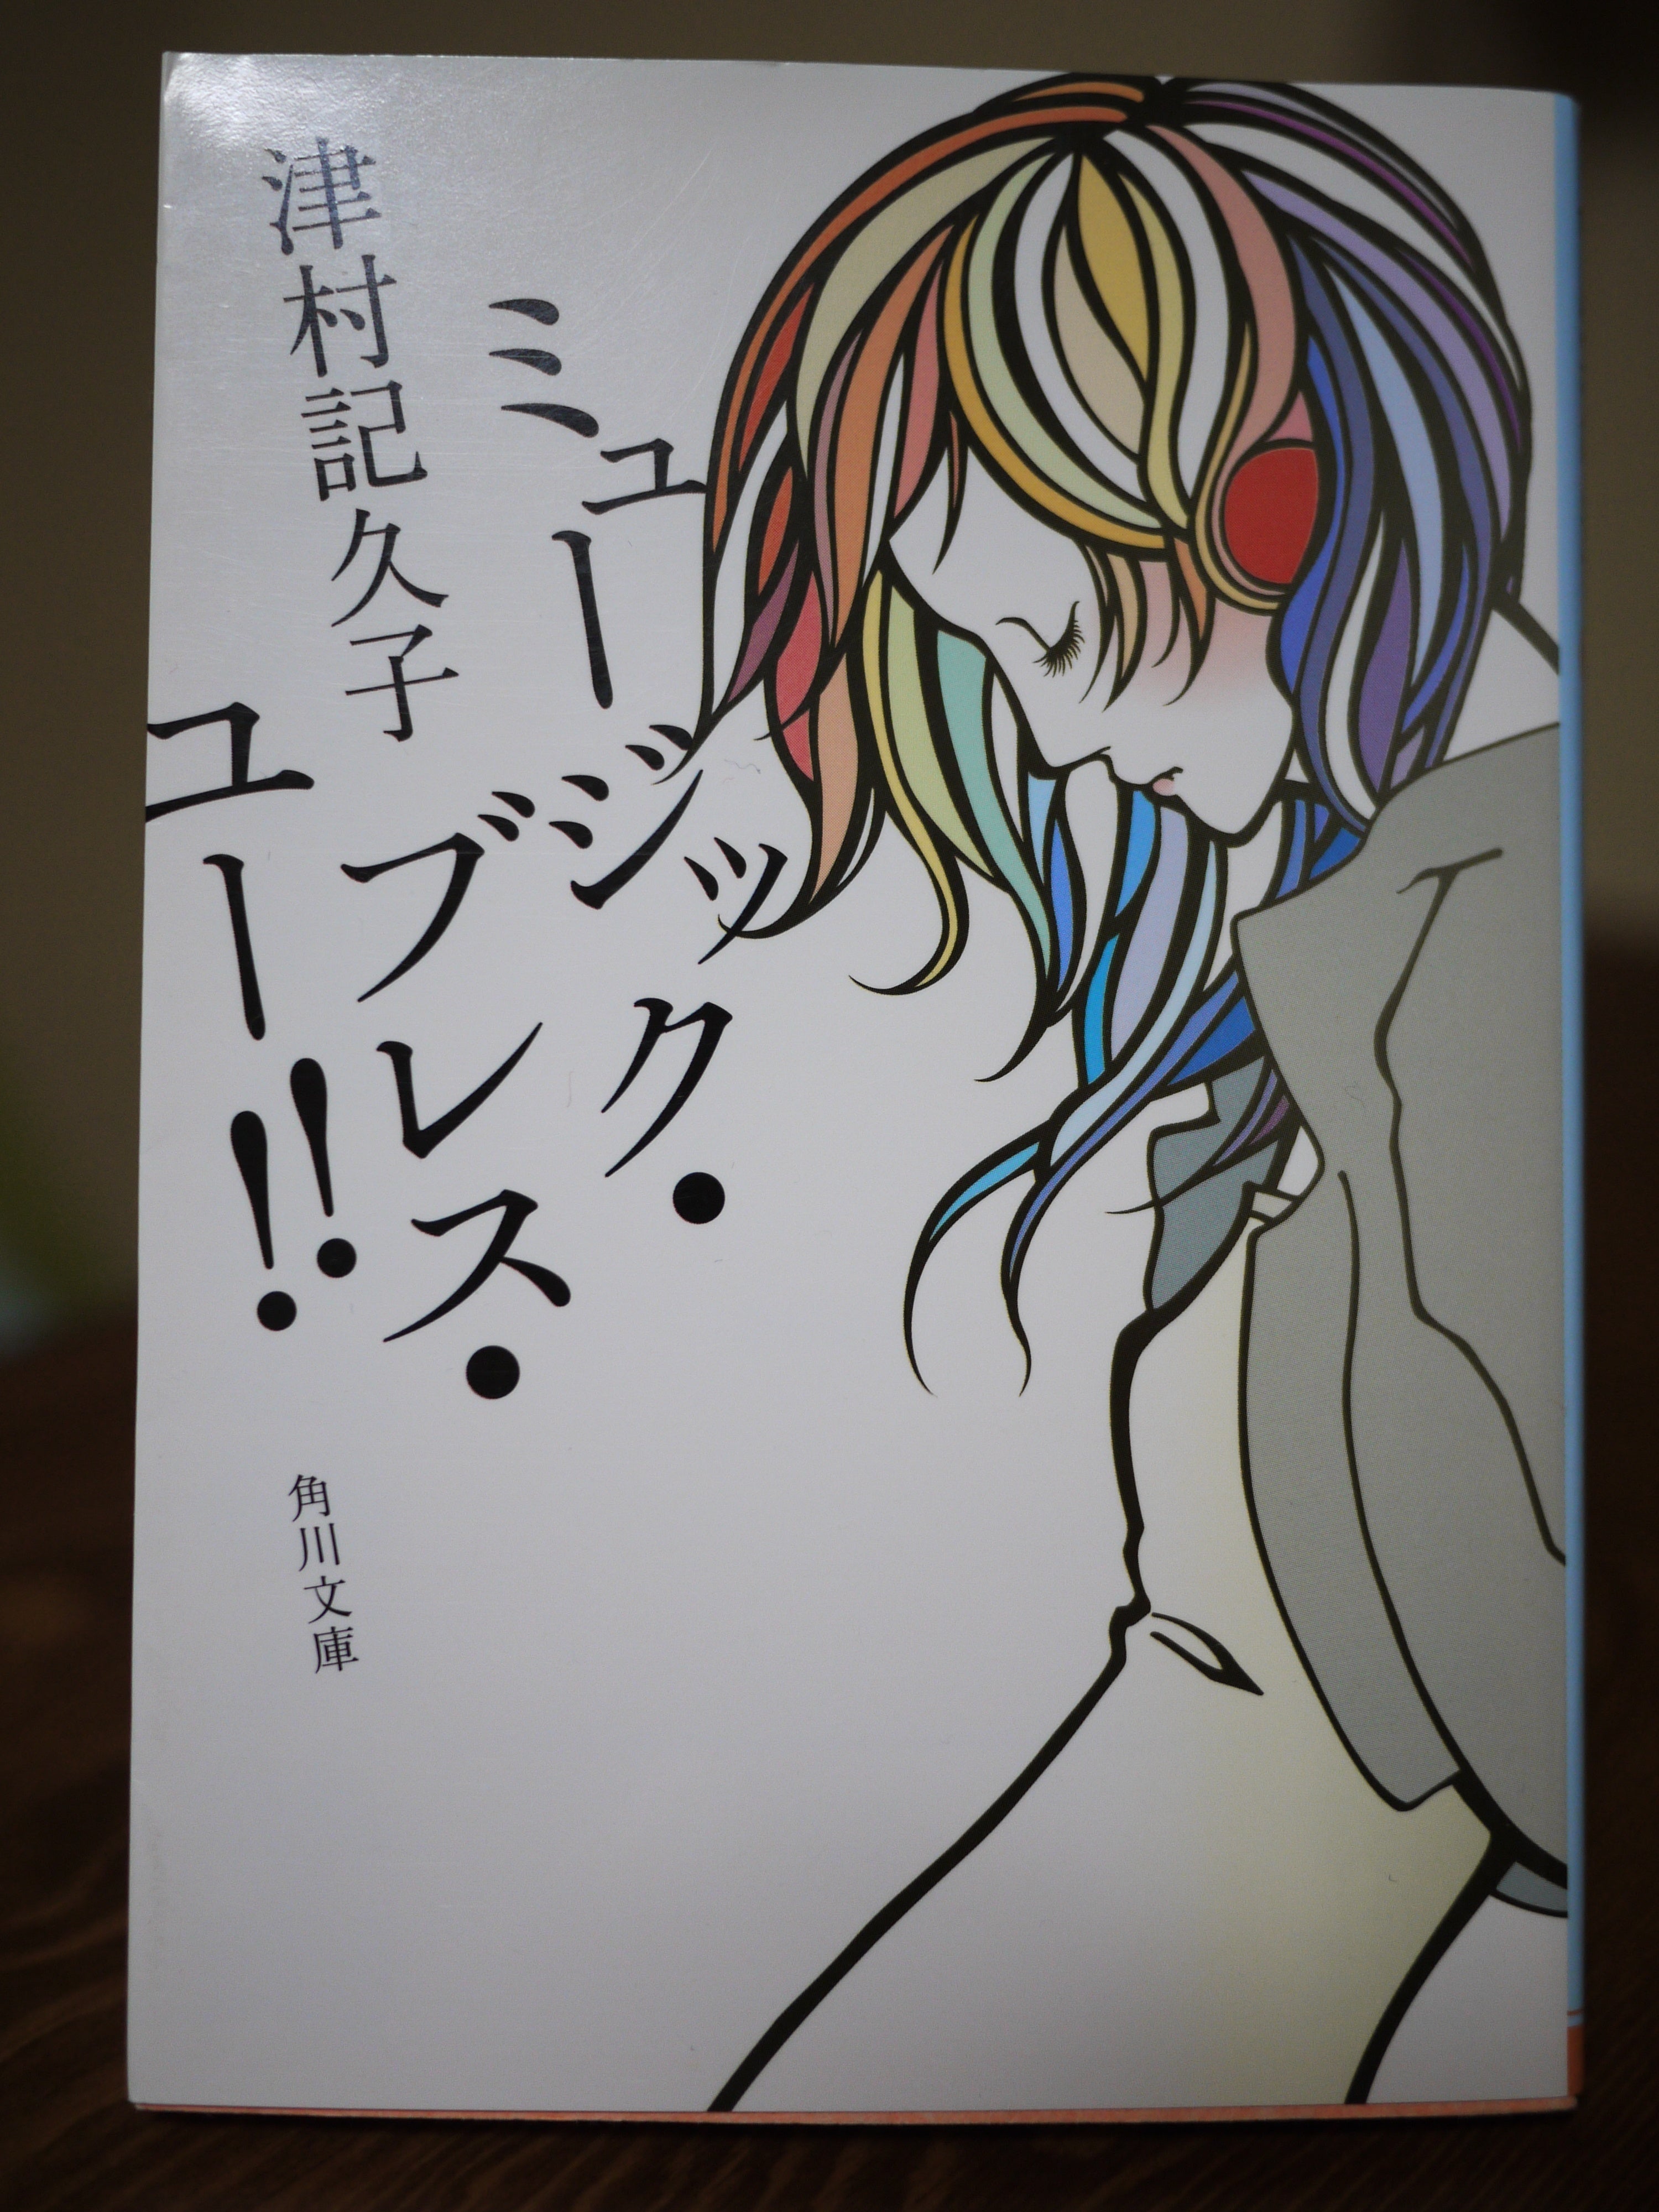 ミュージック・
ブレス・
ユー!!
津村記久子
角川文庫